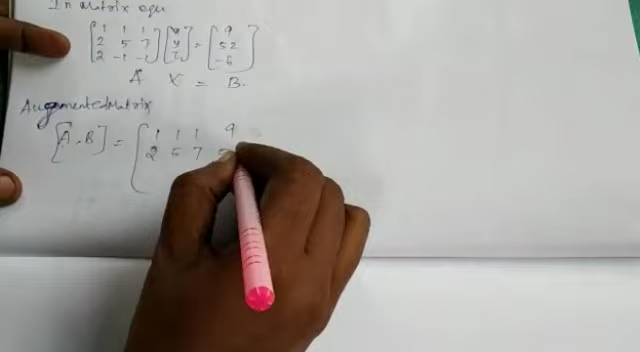 In Matrix equ
[1 1 1] [x] [9]
[2 5 7] [y] = [52]
[2 -1 -1] [z] [-6]
A X = B.
Augmented Matrix
[A . B] = [1 1 1 9
2 5 7